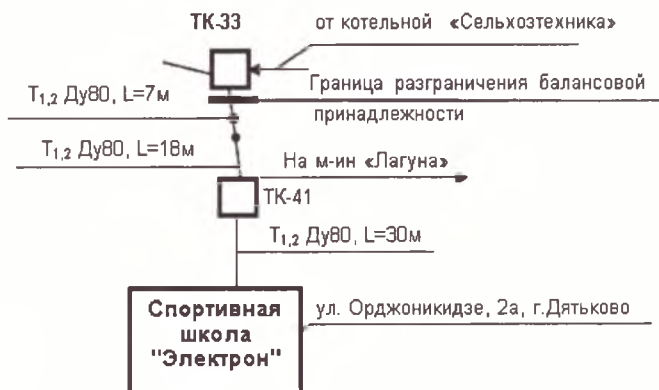 ТК-33
от котельной «Сельхозтехника»
Т1,2 Ду80, L=7м
Граница разграничения балансовой
принадлежности
Т1,2 Ду80, L=18м
На м-ин «Лагуна»
ТК-41
Т1,2 Ду80, L=30м
Спортивная
школа
"Электрон"
ул. Орджоникидзе, 2а, г.Дятьково